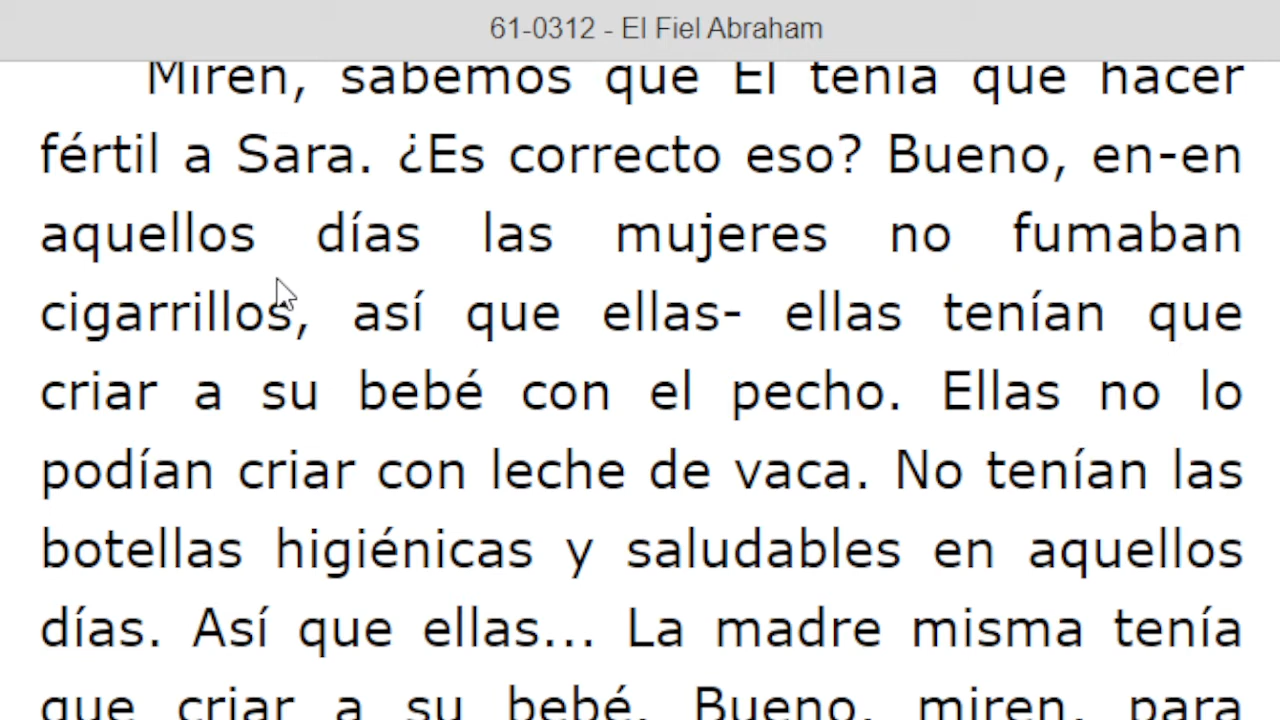 61-0312 - El Fiel Abraham
Miren, sabemos que Él tenía que hacer
fértil a Sara. ¿Es correcto eso? Bueno, en-en
aquellos días las mujeres no fumaban
cigarrillos, así que ellas- ellas tenían que
criar a su bebé con el pecho. Ellas no lo
podían criar con leche de vaca. No tenían las
botellas higiénicas y saludables en aquellos
días. Así que ellas... La madre misma tenía
que criar a su bebé. Bueno, miren, para